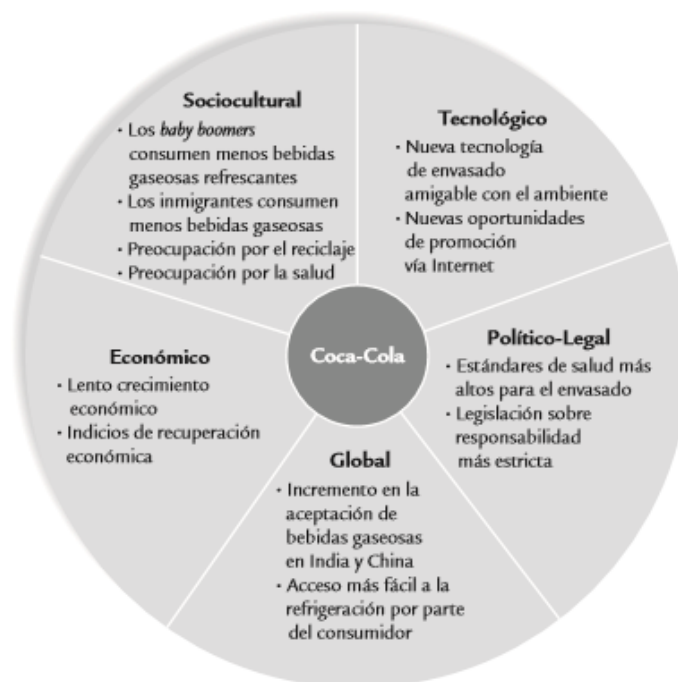 Sociocultural
• Los baby boomers
consumen menos bebidas
gaseosas refrescantes
• Los inmigrantes consumen
menos bebidas gaseosas
• Preocupación por el reciclaje
• Preocupación por la salud
Tecnológico
• Nueva tecnología
de envasado
amigable con el ambiente
• Nuevas oportunidades
de promoción
vía Internet
Económico
• Lento crecimiento
económico
• Indicios de recuperación
económica
Coca-Cola
Político-Legal
• Estándares de salud más
altos para el envasado
• Legislación sobre
responsabilidad
más estricta
Global
• Incremento en la
aceptación de
bebidas gaseosas
en India y China
• Acceso más fácil a la
refrigeración por parte
del consumidor